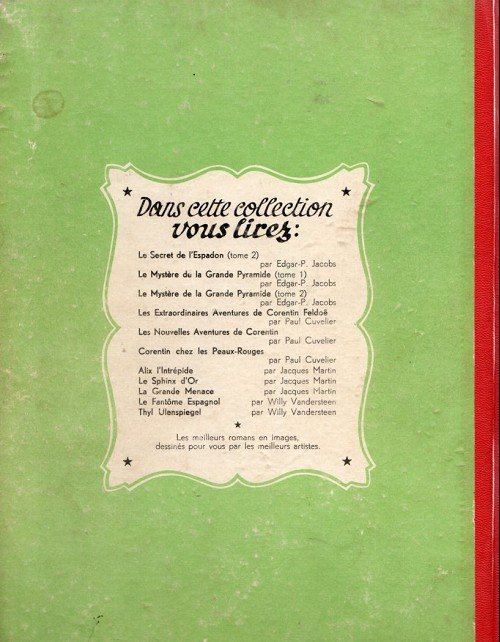 Dans cette collection
vous lirez:
Le Secret de l'Espadon (tome 2)
par Edgar-P. Jacobs
Le Mystère de la Grande Pyramide (tome 1)
par Edgar-P. Jacobs
Le Mystère de la Grande Pyramide (tome 2)
par Edgar-P. Jacobs
Les Extraordinaires Aventures de Corentin Feldoë
par Paul Cuvelier
Les Nouvelles Aventures de Corentin
par Paul Cuvelier
Corentin chez les Peaux-Rouges
par Paul Cuvelier
Alix l'Intrépide par Jacques Martin
Le Sphinx d'Or par Jacques Martin
La Grande Menace par Jacques Martin
Le Fantôme Espagnol par Willy Vandersteen
Thyl Ulenspiegel par Willy Vandersteen
Les meilleurs romans en images,
dessinés pour vous par les meilleurs artistes.